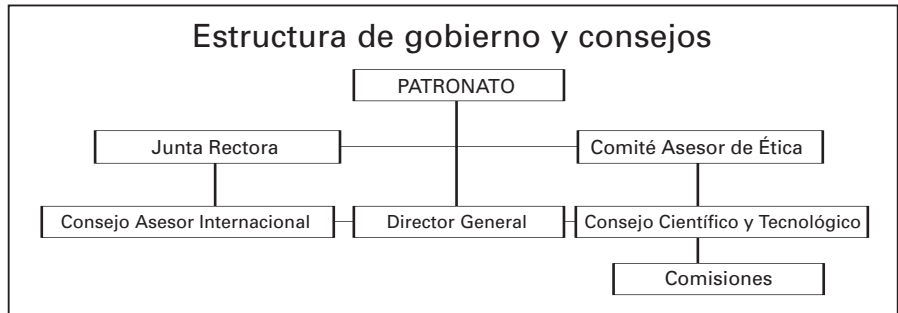 Estructura de gobierno y consejos
PATRONATO
Junta Rectora
Comité Asesor de Ética
Consejo Asesor Internacional
Director General
Consejo Científico y Tecnológico
Comisiones